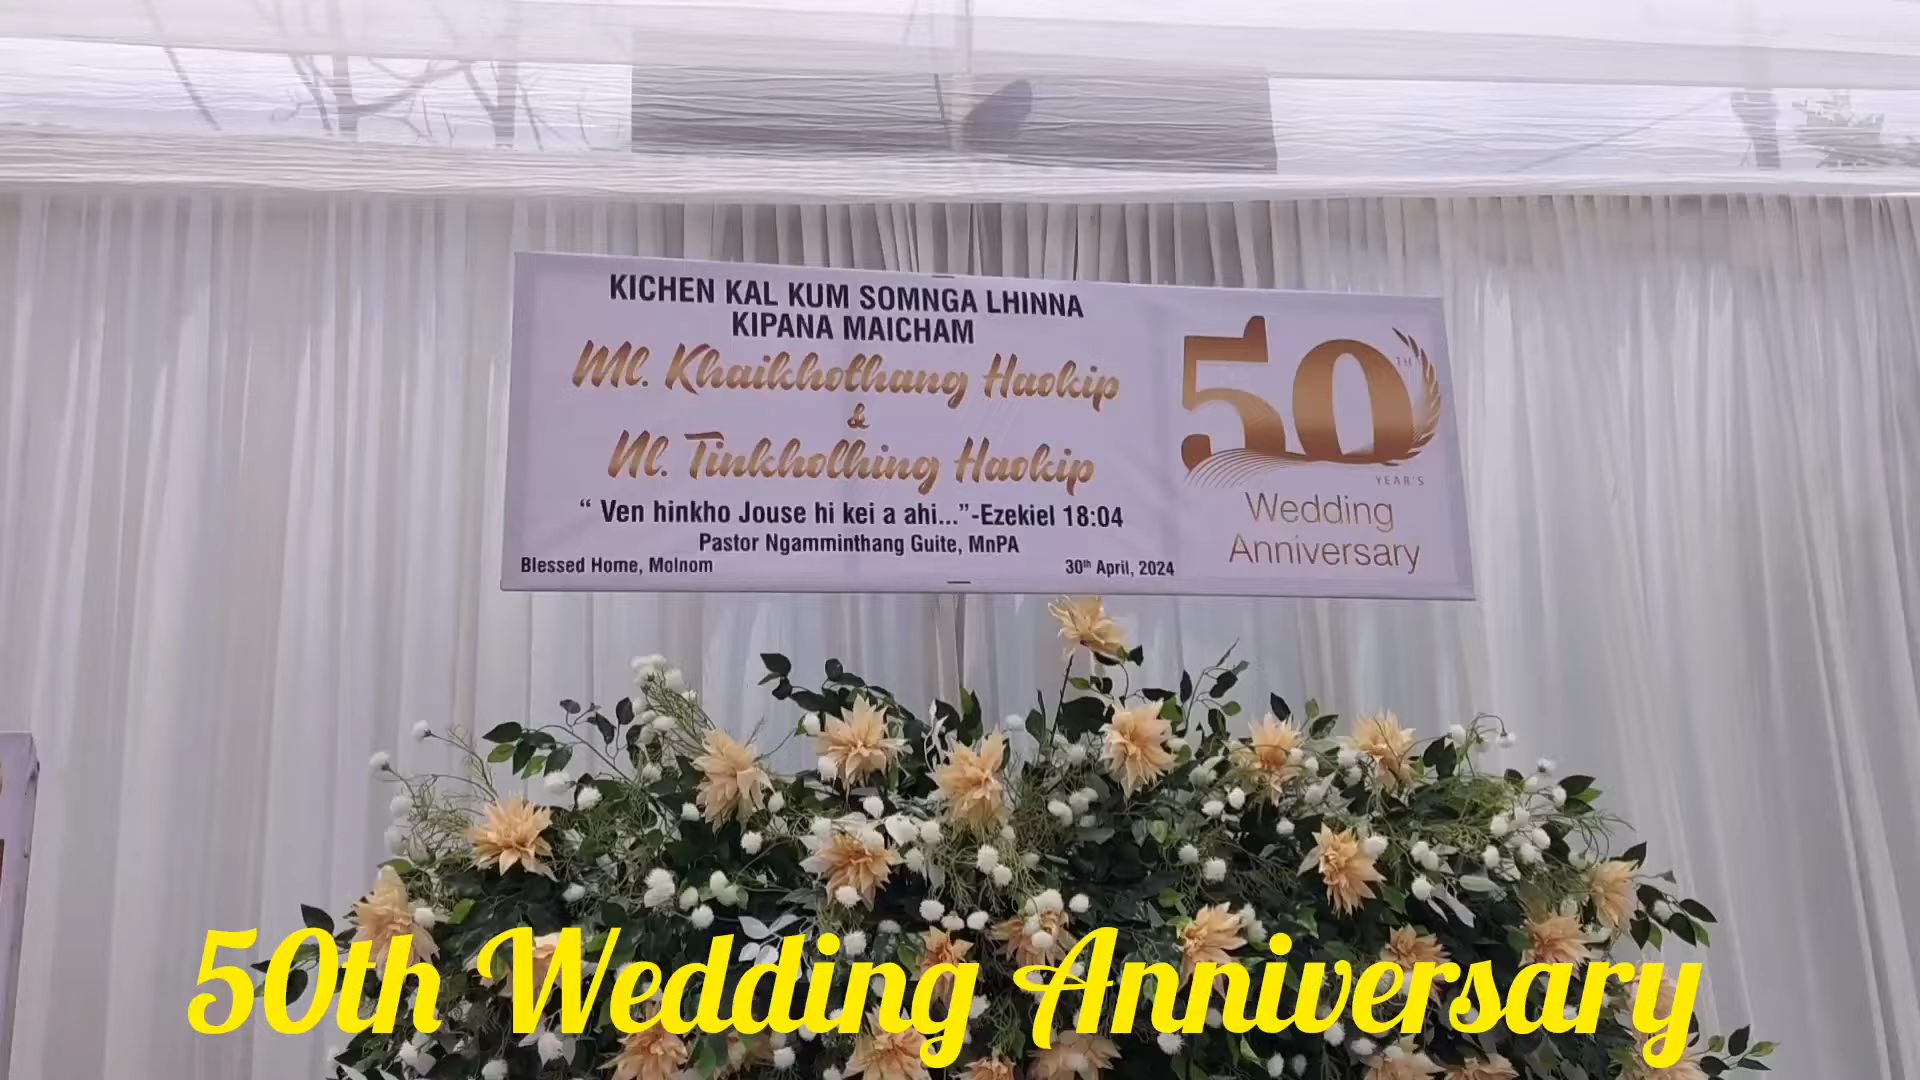 KICHEN KAL KUM SOMNGA LHINNA
KIPANA MAICHAM
Ml. Khaikhothang Haokip
&
Nl. Tinkholhing Haokip
“ Ven hinkho Jouse hi kei a ahi...”-Ezekiel 18:04
Pastor Ngamminthang Guite, MnPA
Blessed Home, Molnom
30th April, 2024
50TH
YEAR'S
Wedding
Anniversary
50th Wedding Anniversary